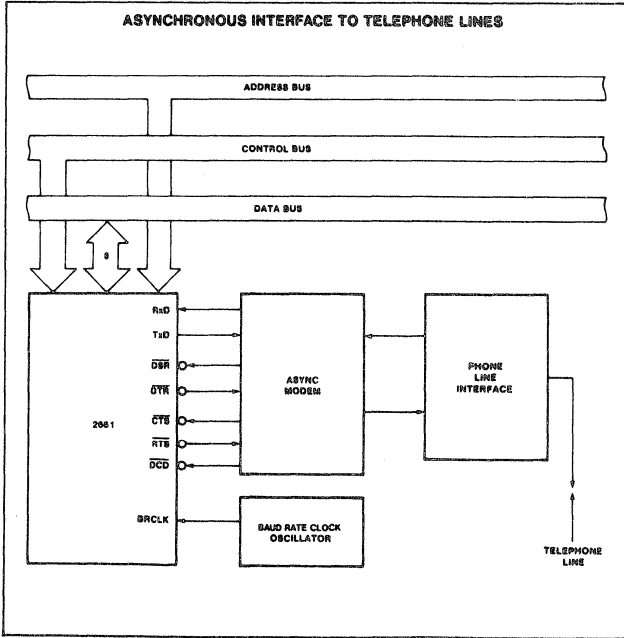 ASYNCHRONOUS INTERFACE TO TELEPHONE LINES
ADDRESS BUS
CONTROL BUS
DATA BUS
8
RxD
TxD
DSR
DTR
CTS
RTS
DCD
BRCLK
2661
ASYNC
MODEM
PHONE
LINE
INTERFACE
BAUD RATE CLOCK
OSCILLATOR
TELEPHONE
LINE